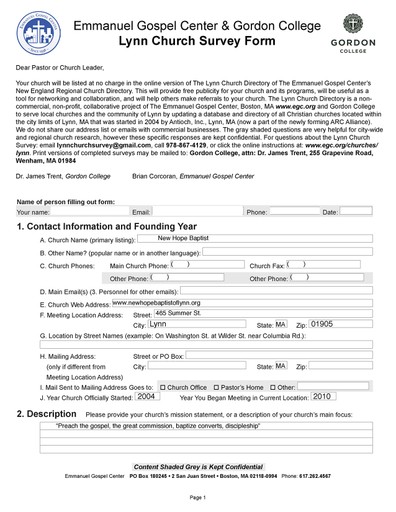 Emmanuel Gospel Center & Gordon College
Lynn Church Survey Form
GORDON
COLLEGE
Dear Pastor or Church Leader,
Your church will be listed at no charge in the online version of The Lynn Church Directory of The Emmanuel Gospel Center's
New England Regional Church Directory. This will provide free publicity for your church and its programs, will be useful as a
tool for networking and collaboration, and will help others make referrals to your church. The Lynn Church Directory is a non-
commercial, non-profit, collaborative project of The Emmanuel Gospel Center, Boston, MA www.egc.org and Gordon College
to serve local churches and the community of Lynn by updating a database and directory of all Christian churches located within
the city limits of Lynn, MA that was started in 2004 by Antioch, Inc., Lynn, MA (now a part of the newly forming ARC Alliance).
We do not share our address list or emails with commercial businesses. The gray shaded questions are very helpful for city-wide
and regional church research, however these specific responses are kept confidential. For questions about the Lynn Church
Survey: email lynnchurchsurvey@gmail.com, call 978-867-4129, or click the online instructions at: www.egc.org/churches/
lynn. Print versions of completed surveys may be mailed to: Gordon College, attn: Dr. James Trent, 255 Grapevine Road,
Wenham, MA 01984
Dr. James Trent, Gordon College Brian Corcoran, Emmanuel Gospel Center
Name of person filling out form:
Your name: Email: Phone: Date:
1. Contact Information and Founding Year
A. Church Name (primary listing): New Hope Baptist
B. Other Name? (popular name or in another language):
C. Church Phones: Main Church Phone: ( ) Church Fax: ( )
Other Phone: ( ) Other Phone: ( )
D. Main Email(s) (3. Personnel for other emails):
E. Church Web Address: www.newhopebaptistoflynn.org
F. Meeting Location Address: Street: 465 Summer St.
City: Lynn State: MA Zip: 01905
G. Location by Street Names (example: On Washington St. at Wilder St. near Columbia Rd.):
H. Mailing Address: Street or PO Box:
(only if different from City: State: MA Zip:
Meeting Location Address)
I. Mail Sent to Mailing Address Goes to: ☐ Church Office ☐ Pastor's Home ☐ Other:
J. Year Church Officially Started: 2004 Year You Began Meeting in Current Location: 2010
2. Description Please provide your church's mission statement, or a description of your church's main focus:
"Preach the gospel, the great commission, baptize converts, discipleship"
Content Shaded Grey is Kept Confidential
Emmanuel Gospel Center PO Box 180245 • 2 San Juan Street • Boston, MA 02118-0994 Phone: 617.262.4567
Page 1